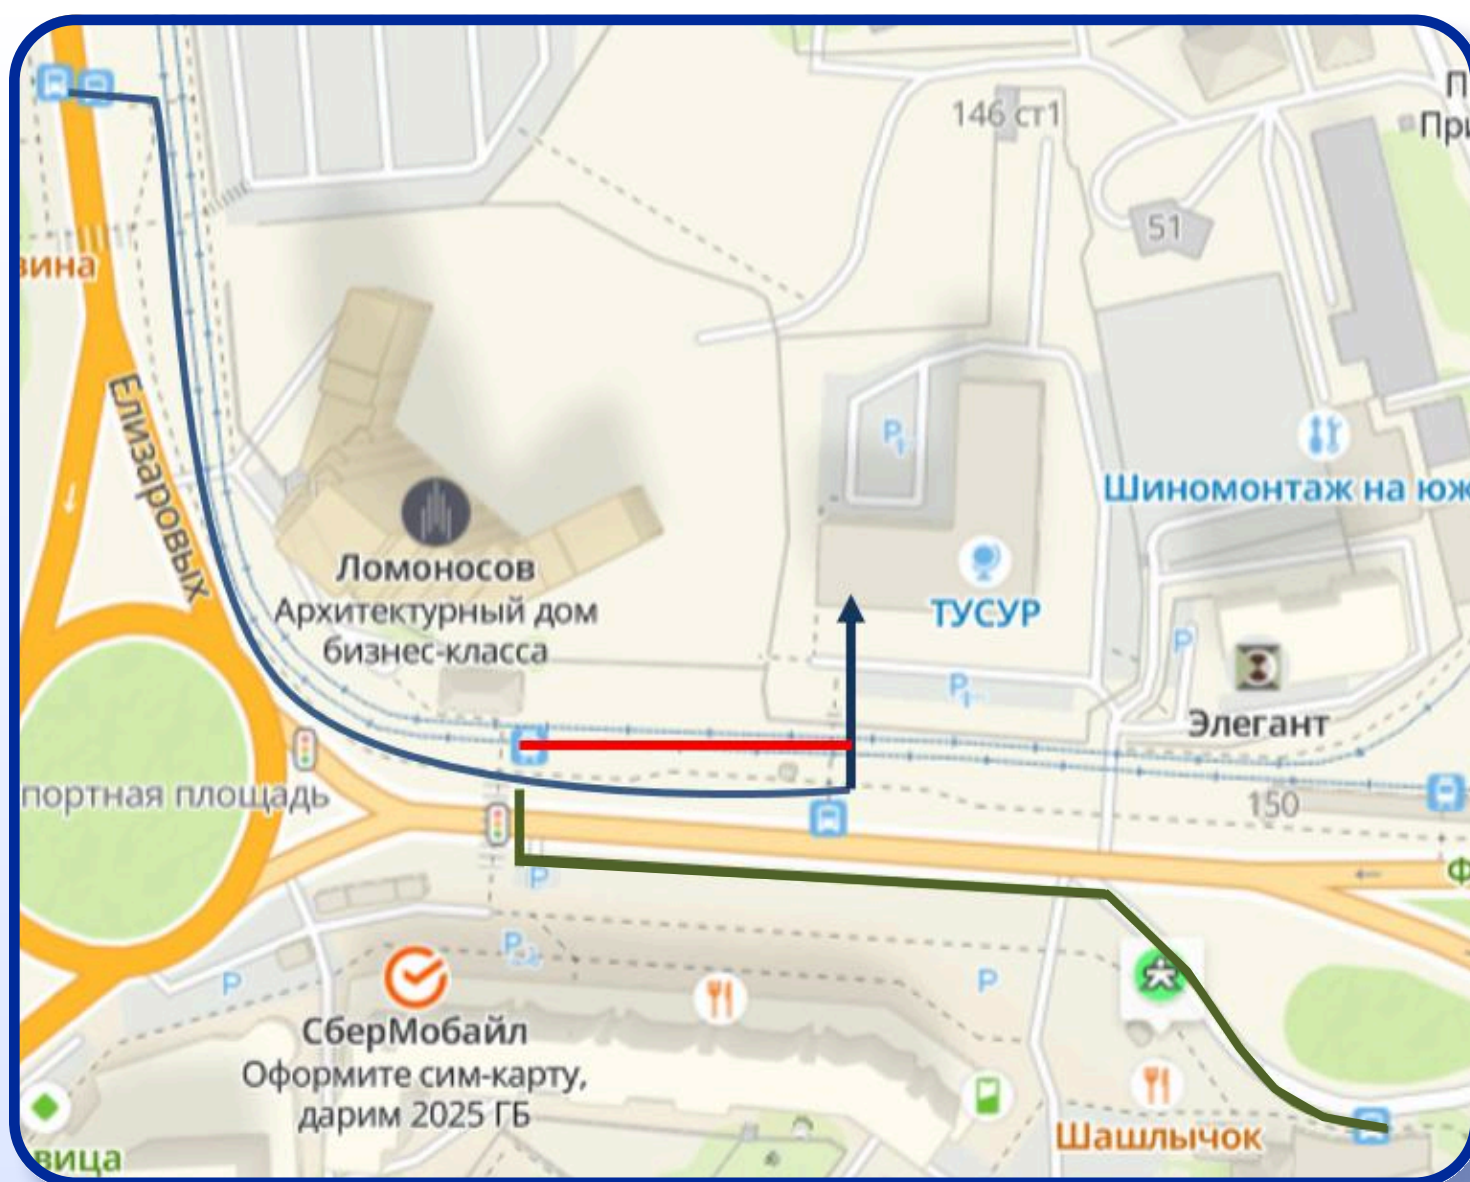 П
При
146 ст1
51
вина
Елизаровых
P
Шиномонтаж на юж
Ломоносов
Архитектурный дом
бизнес-класса
ТУСУР
P
P
Элегант
портная площадь
150
P
Ф
P
P
P
СберМобайл
Оформите сим-карту,
дарим 2025 ГБ
Шашлычок
вица